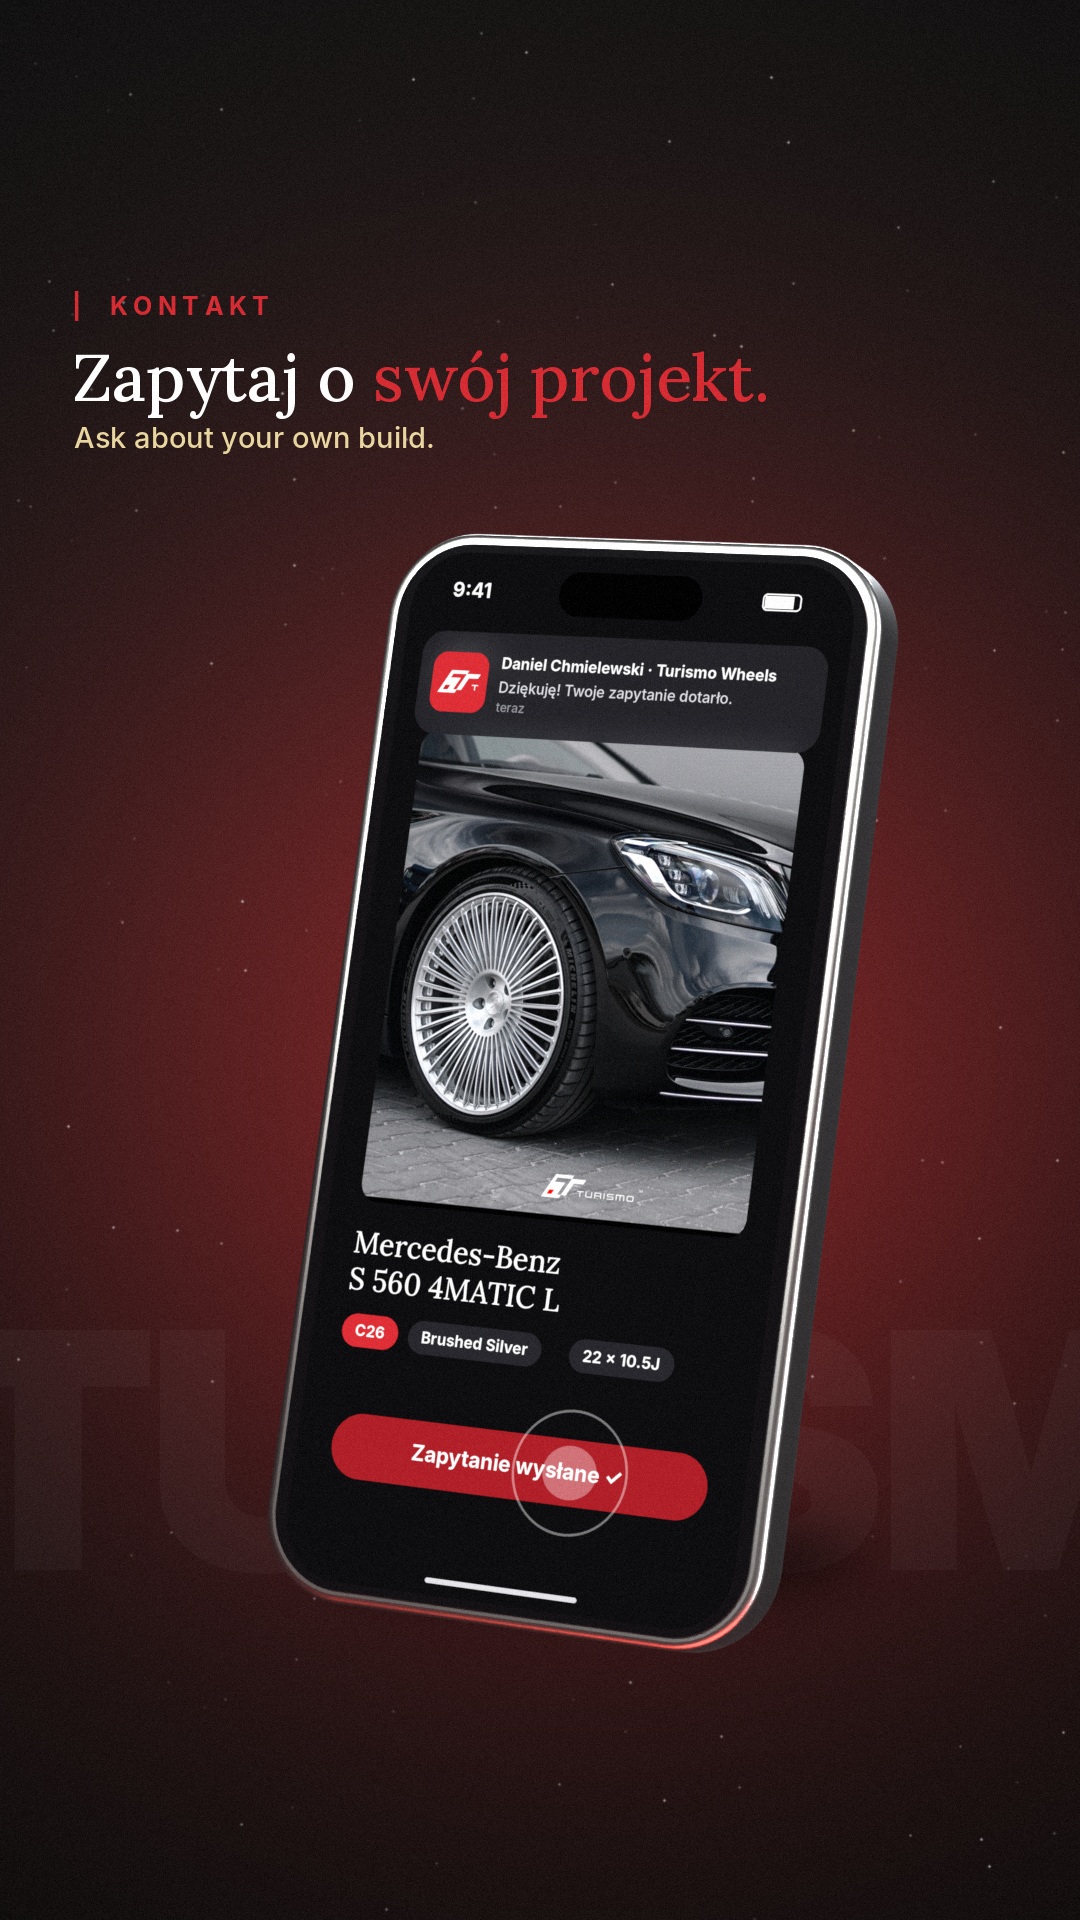 KONTAKT
Zapytaj o swój projekt.
Ask about your own build.
9:41
Daniel Chmielewski · Turismo Wheels
Dziękuję! Twoje zapytanie dotarło.
teraz
TURISMO
Mercedes-Benz
S 560 4MATIC L
C26
Brushed Silver
22 × 10.5J
Zapytanie wysłane ✓